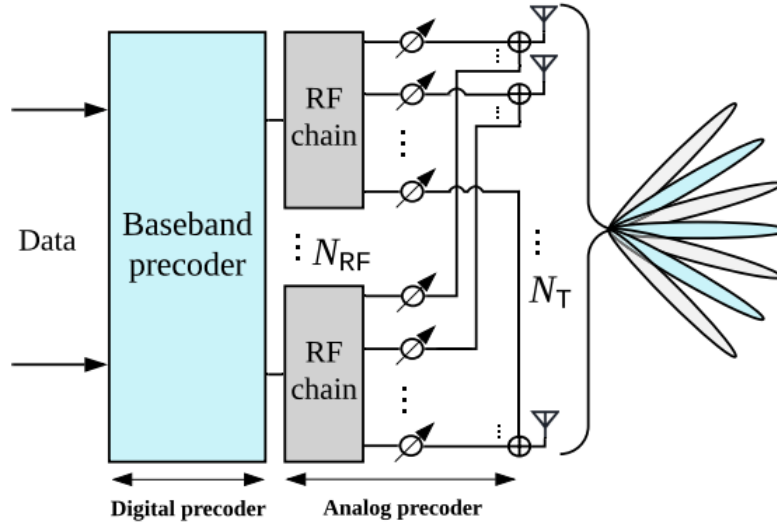 Data
Baseband
precoder
RF
chain
N_RF
RF
chain
N_T
Digital precoder
Analog precoder